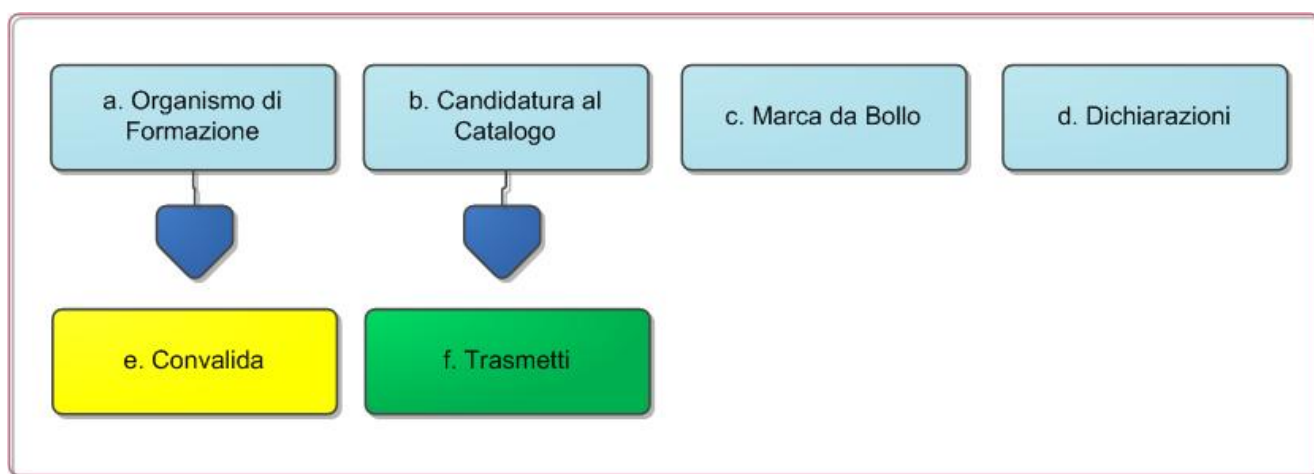 a. Organismo di
Formazione
b. Candidatura al
Catalogo
c. Marca da Bollo
d. Dichiarazioni
e. Convalida
f. Trasmetti